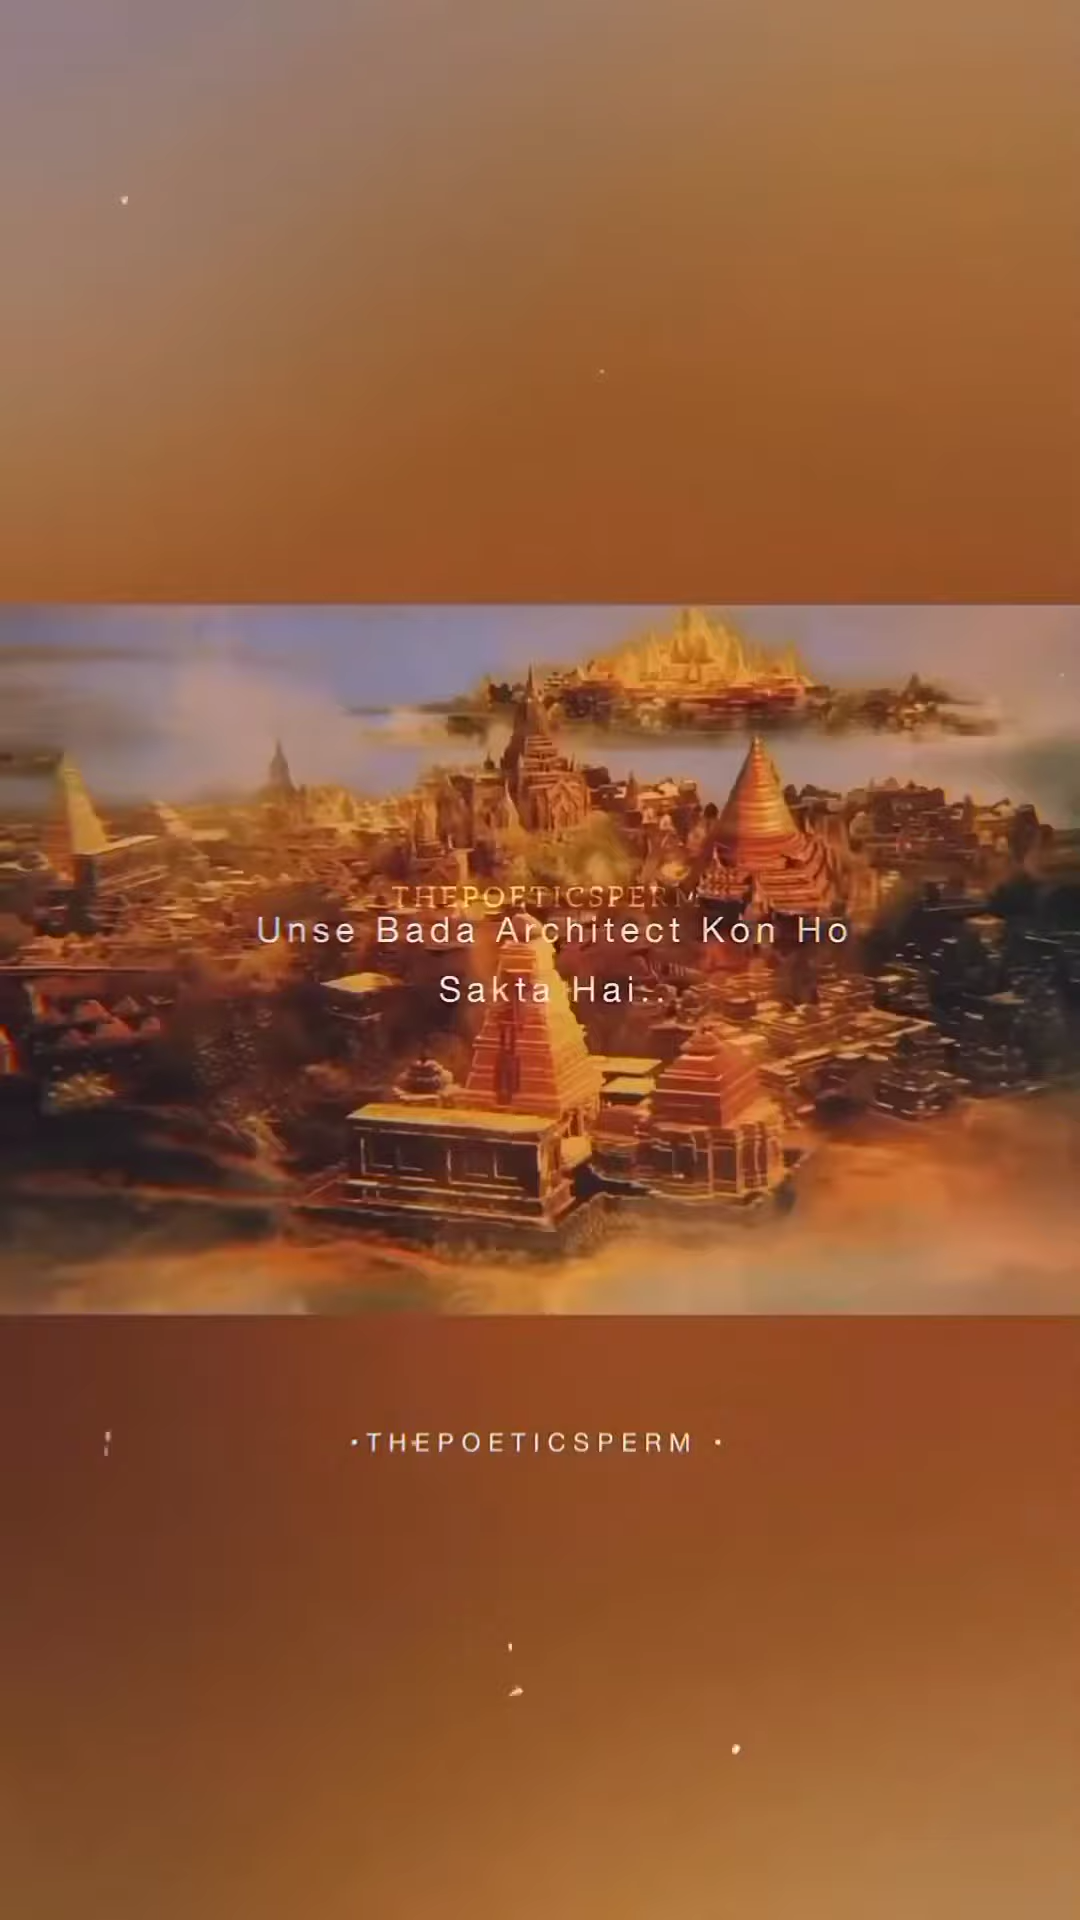 THEPOETICSPERM
Unse Bada Architect Kon Ho
Sakta Hai..
•THEPOETICSPERM •